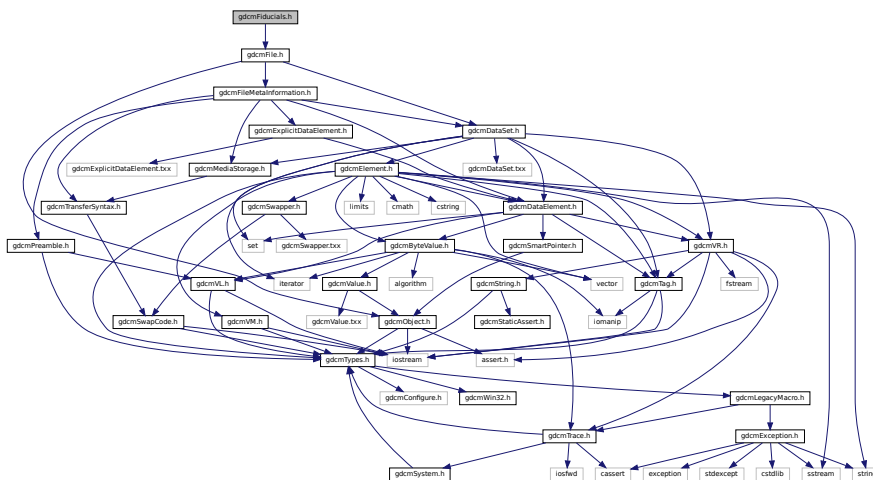 gdcmFiducials.h
gdcmFile.h
gdcmFileMetaInformation.h
gdcmExplicitDataElement.h
gdcmDataSet.h
gdcmExplicitDataElement.txx
gdcmMediaStorage.h
gdcmElement.h
gdcmDataSet.txx
gdcmTransferSyntax.h
gdcmSwapper.h
limits
cmath
cstring
gdcmDataElement.h
gdcmPreamble.h
set
gdcmSwapper.txx
gdcmByteValue.h
gdcmSmartPointer.h
gdcmVR.h
gdcmVL.h
iterator
gdcmValue.h
algorithm
gdcmString.h
vector
gdcmTag.h
fstream
gdcmSwapCode.h
gdcmVM.h
gdcmValue.txx
gdcmObject.h
gdcmStaticAssert.h
iomanip
gdcmTypes.h
iostream
assert.h
gdcmConfigure.h
gdcmWin32.h
gdcmLegacyMacro.h
gdcmTrace.h
gdcmException.h
gdcmSystem.h
iosfwd
cassert
exception
stdexcept
cstdlib
sstream